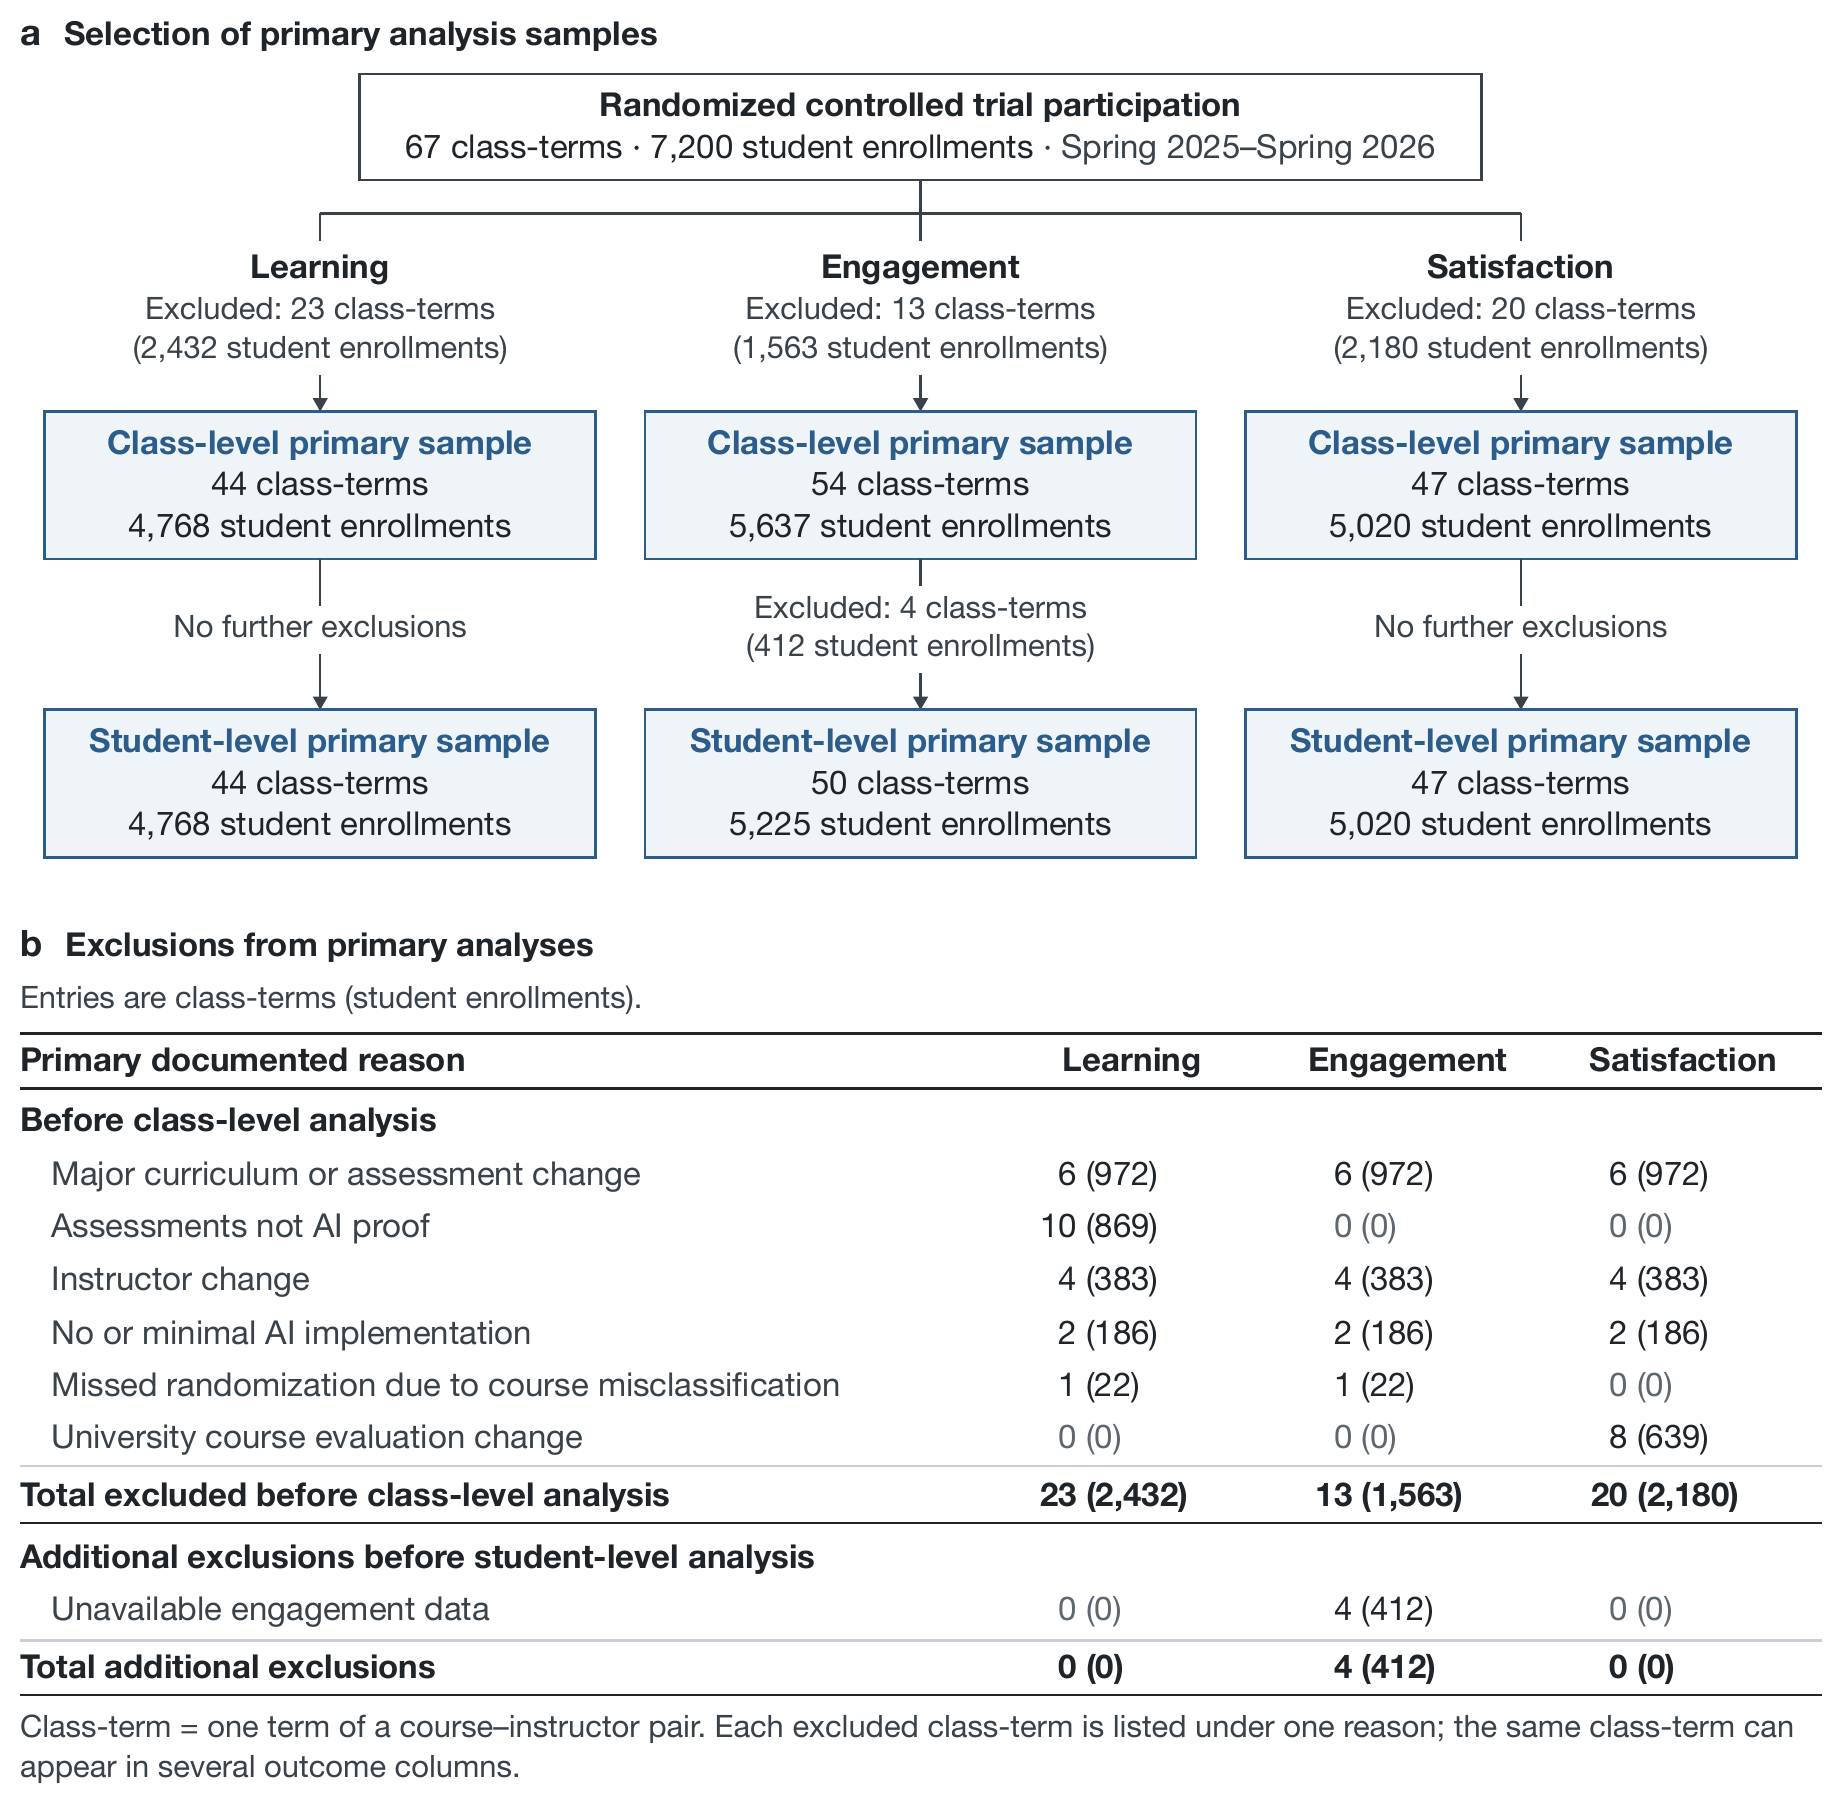 a Selection of primary analysis samples
Randomized controlled trial participation
67 class-terms · 7,200 student enrollments · Spring 2025–Spring 2026
Learning
Excluded: 23 class-terms
(2,432 student enrollments)
Engagement
Excluded: 13 class-terms
(1,563 student enrollments)
Satisfaction
Excluded: 20 class-terms
(2,180 student enrollments)
Class-level primary sample
44 class-terms
4,768 student enrollments
Class-level primary sample
54 class-terms
5,637 student enrollments
Class-level primary sample
47 class-terms
5,020 student enrollments
No further exclusions
Excluded: 4 class-terms
(412 student enrollments)
No further exclusions
Student-level primary sample
44 class-terms
4,768 student enrollments
Student-level primary sample
50 class-terms
5,225 student enrollments
Student-level primary sample
47 class-terms
5,020 student enrollments
b Exclusions from primary analyses
Entries are class-terms (student enrollments).
Primary documented reason Learning Engagement Satisfaction
Before class-level analysis
Major curriculum or assessment change 6 (972) 6 (972) 6 (972)
Assessments not AI proof 10 (869) 0 (0) 0 (0)
Instructor change 4 (383) 4 (383) 4 (383)
No or minimal AI implementation 2 (186) 2 (186) 2 (186)
Missed randomization due to course misclassification 1 (22) 1 (22) 0 (0)
University course evaluation change 0 (0) 0 (0) 8 (639)
Total excluded before class-level analysis 23 (2,432) 13 (1,563) 20 (2,180)
Additional exclusions before student-level analysis
Unavailable engagement data 0 (0) 4 (412) 0 (0)
Total additional exclusions 0 (0) 4 (412) 0 (0)
Class-term = one term of a course–instructor pair. Each excluded class-term is listed under one reason; the same class-term can
appear in several outcome columns.